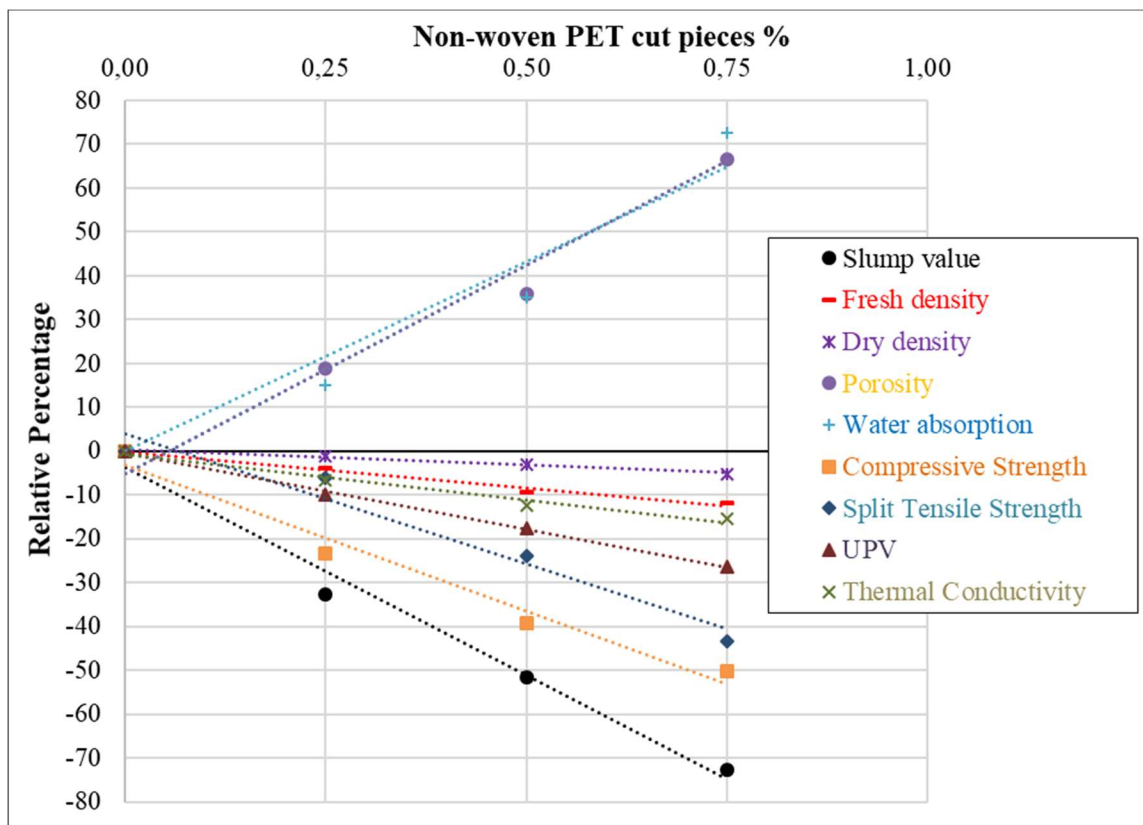 Non-woven PET cut pieces %
0,00 0,25 0,50 0,75 1,00
80
70
60
50
40
30
20
10
0
-10
-20
-30
-40
-50
-60
-70
-80
Relative Percentage
Slump value
Fresh density
Dry density
Porosity
Water absorption
Compressive Strength
Split Tensile Strength
UPV
Thermal Conductivity